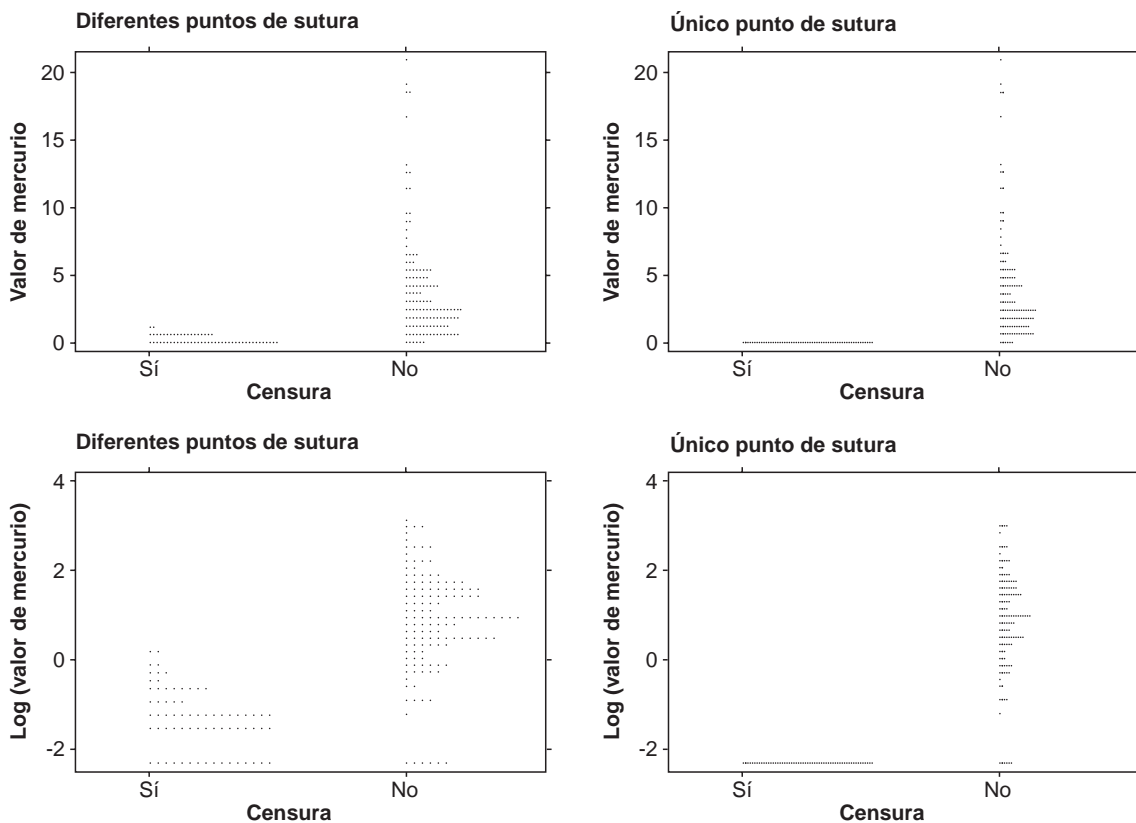 Diferentes puntos de sutura
Valor de mercurio
20
15
10
5
0
Sí
No
Censura
Único punto de sutura
Valor de mercurio
20
15
10
5
0
Sí
No
Censura
Diferentes puntos de sutura
Log (valor de mercurio)
4
2
0
-2
Sí
No
Censura
Único punto de sutura
Log (valor de mercurio)
4
2
0
-2
Sí
No
Censura